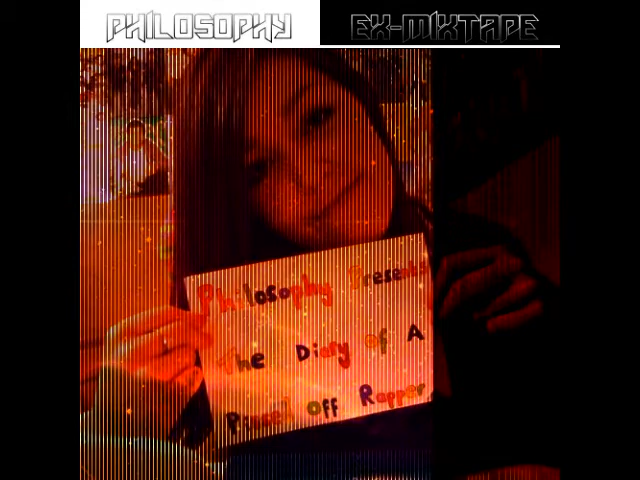 PHILOSOPHY EX-MIXTAPE
Philosophy Presents
The Diary of A
Pissed Off Rapper